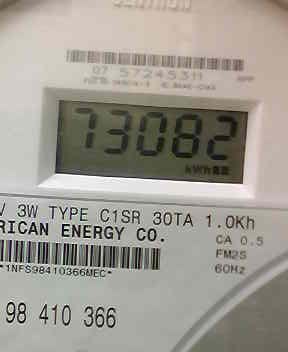 07 57245311
73082
kWh
V 3W TYPE C1SR 30TA 1.0Kh
RICAN ENERGY CO.
CA 0.5
FM2S
60Hz
*1NFS98410366MEC*
98 410 366